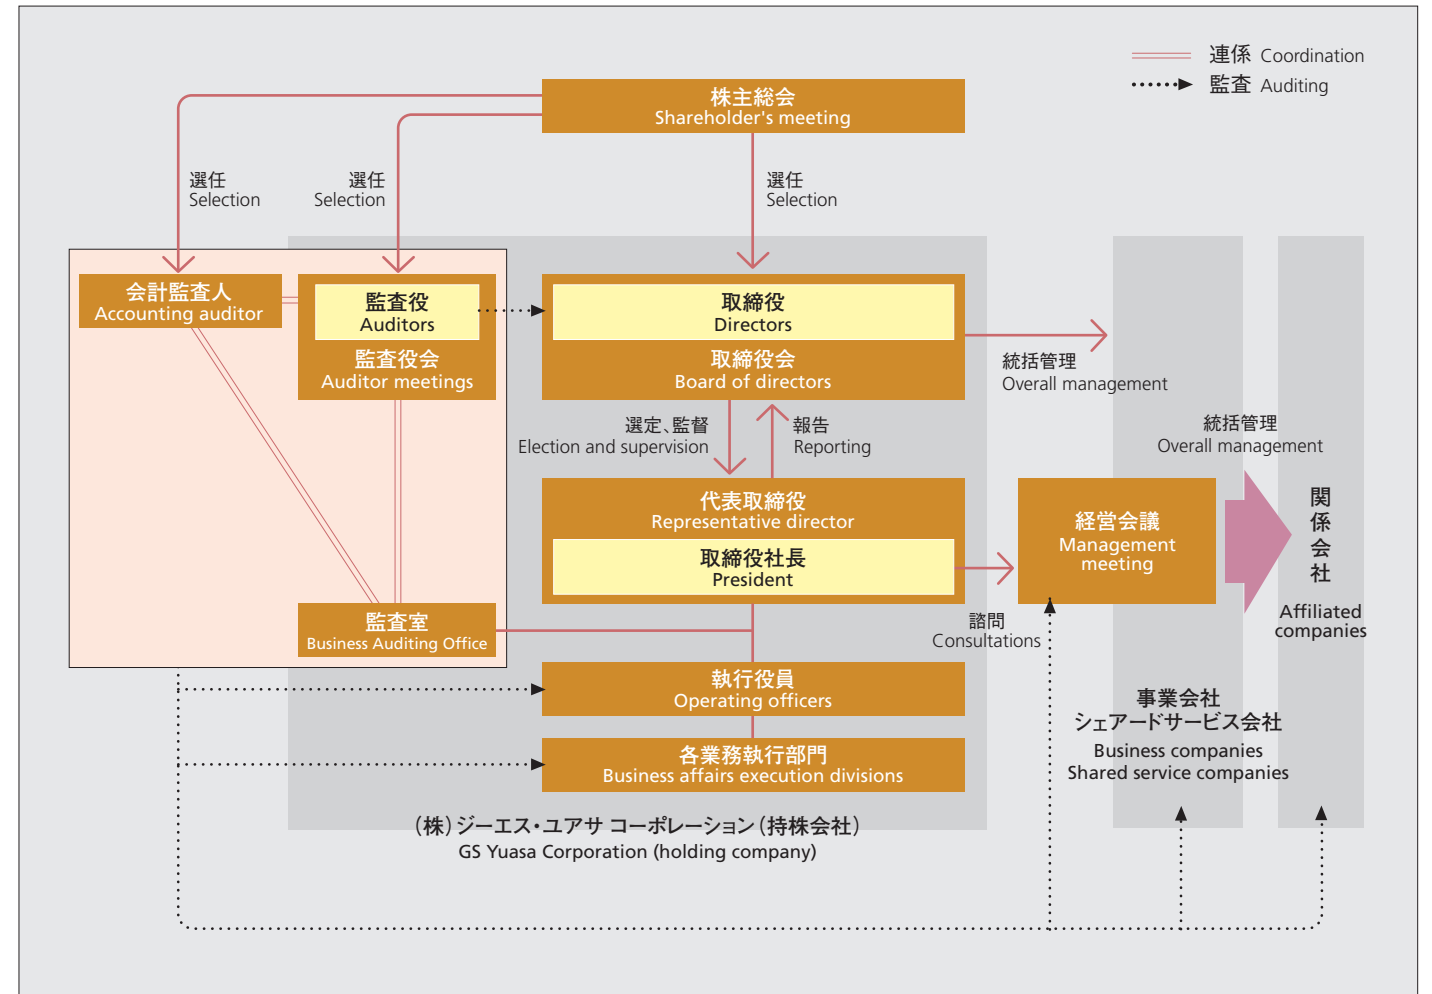 連係 Coordination
監査 Auditing
株主総会
Shareholder's meeting
選任
Selection
選任
Selection
選任
Selection
会計監査人
Accounting auditor
監査役
Auditors
監査役会
Auditor meetings
取締役
Directors
取締役会
Board of directors
統括管理
Overall management
選定、監督
Election and supervision
報告
Reporting
統括管理
Overall management
代表取締役
Representative director
取締役社長
President
経営会議
Management
meeting
関係会社
Affiliated
companies
諮問
Consultations
監査室
Business Auditing Office
執行役員
Operating officers
各業務執行部門
Business affairs execution divisions
事業会社
シェアードサービス会社
Business companies
Shared service companies
(株)ジーエス・ユアサ コーポレーション(持株会社)
GS Yuasa Corporation (holding company)